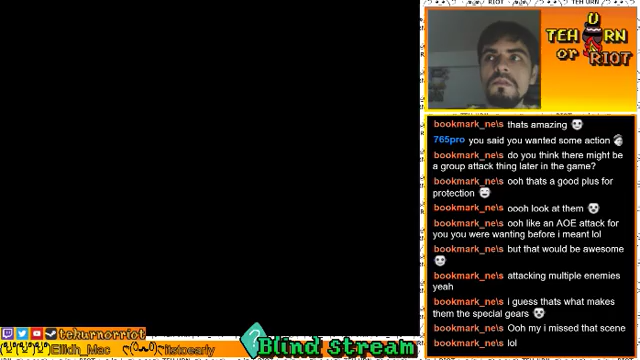 TEH URN
or RIOT
bookmark_ne\s thats amazing
765pro you said you wanted some action
bookmark_ne\s do you think there might be
a group attack thing later in the game?
bookmark_ne\s ooh thats a good plus for
protection
bookmark_ne\s oooh look at them
bookmark_ne\s ooh like an AOE attack for
you you were wanting before i meant lol
bookmark_ne\s but that would be awesome
bookmark_ne\s attacking multiple enemies
yeah
bookmark_ne\s i guess thats what makes
them the special gears
bookmark_ne\s Ooh my i missed that scene
bookmark_ne\s lol
tehurnorriot
Eilidh_Mac itstoearly
Blind Stream